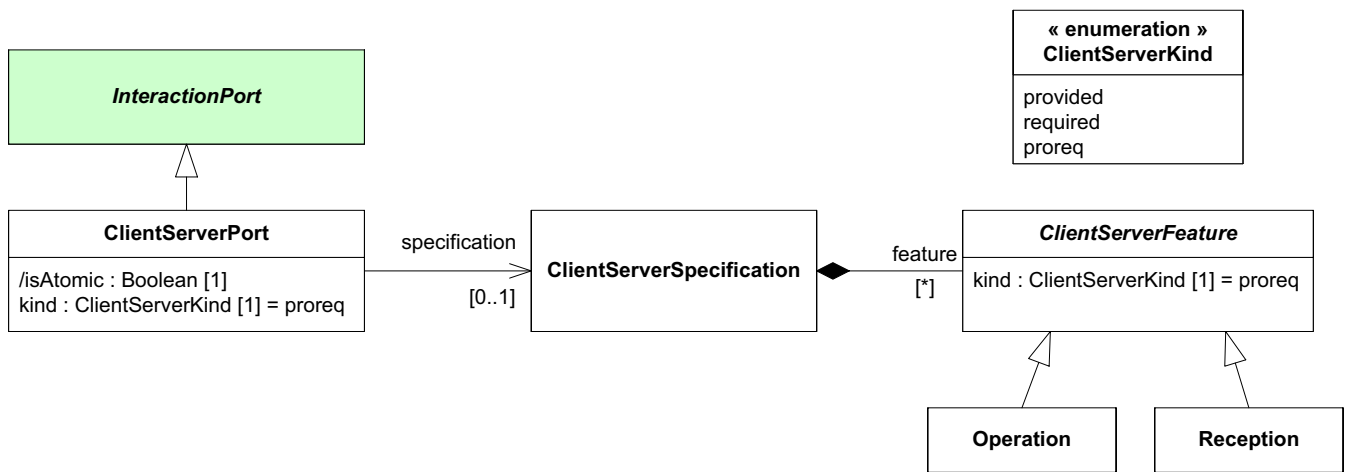 « enumeration »
ClientServerKind
provided
required
proreq
InteractionPort
ClientServerPort
/isAtomic : Boolean [1]
kind : ClientServerKind [1] = proreq
specification
[0..1]
ClientServerSpecification
feature
[*]
ClientServerFeature
kind : ClientServerKind [1] = proreq
Operation
Reception